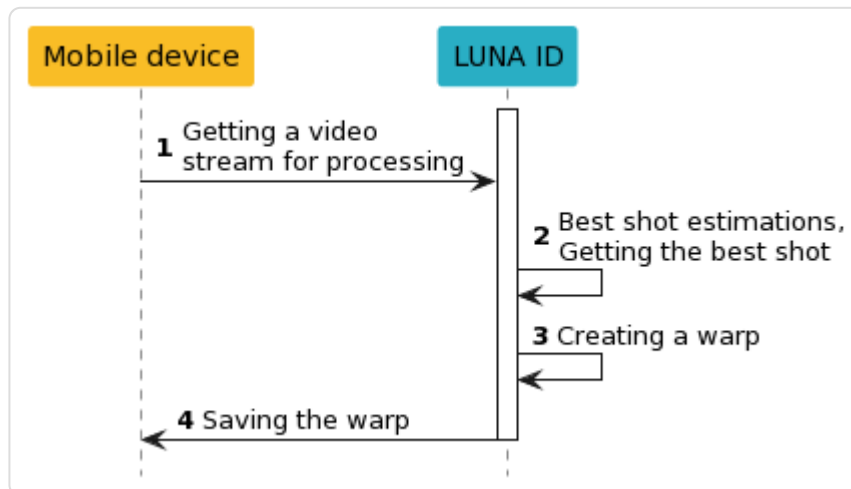 Mobile device
LUNA ID
1 Getting a video
stream for processing
2 Best shot estimations,
Getting the best shot
3 Creating a warp
4 Saving the warp